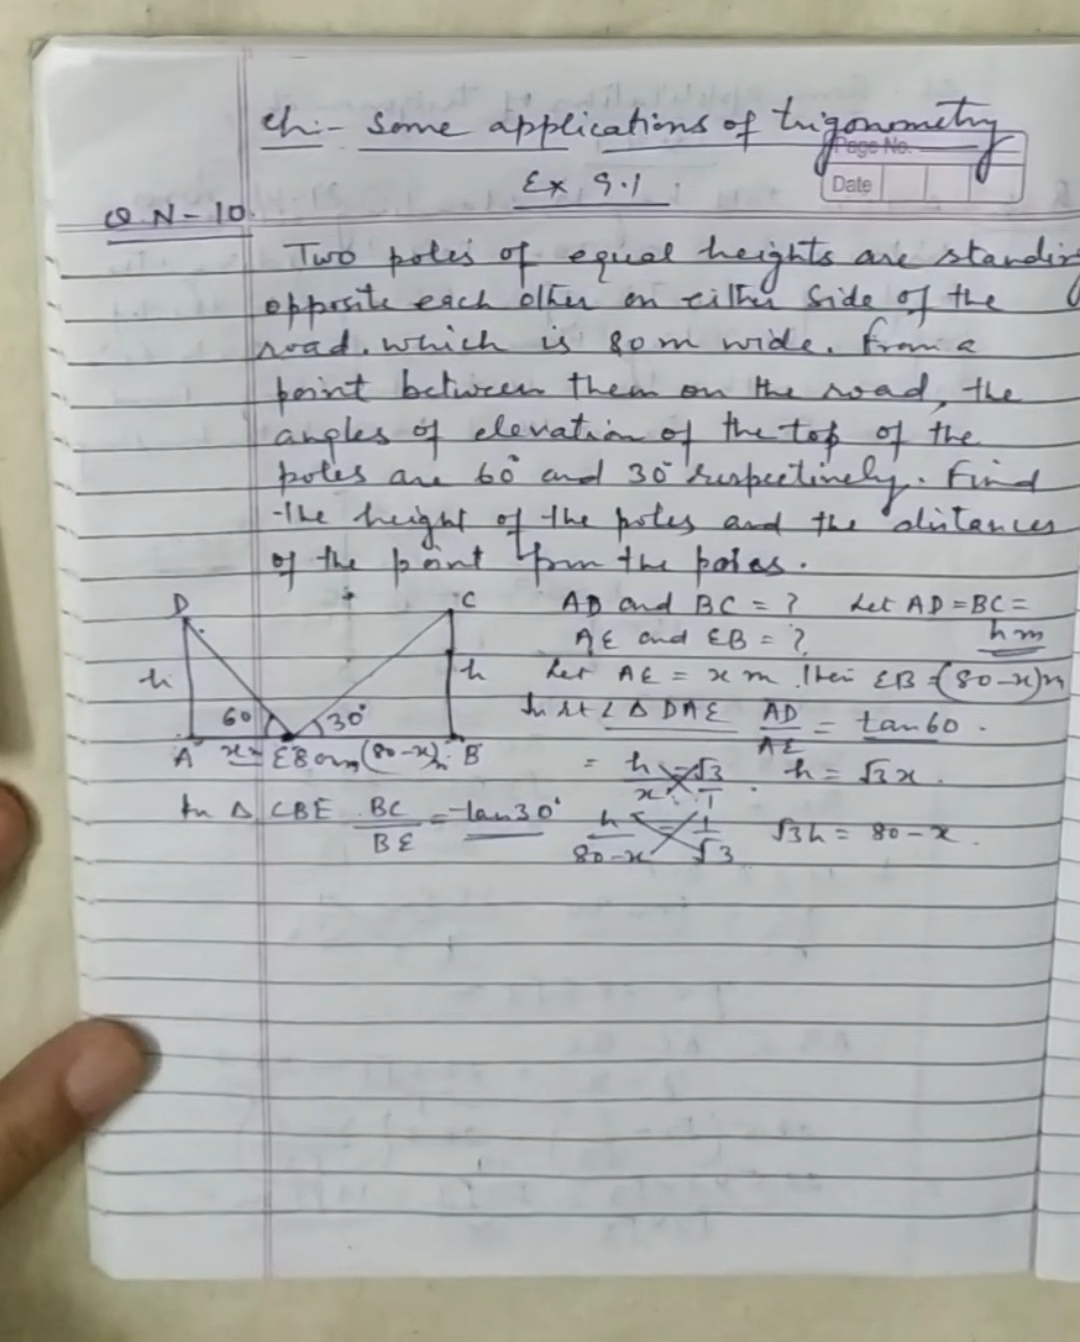 Ch:- Some applications of trigonometry
Page No.
Date
Ex 9.1
Q.N-10.
Two poles of equal heights are standing
opposite each other on either side of the
road. which is 80m wide. from a
point between them on the road, the
angles of elevation of the top of the
poles are 60° and 30° respectively. Find
the height of the poles and the distances
of the point from the poles.
D C AD and BC = ? Let AD = BC =
AE and EB = ? h m
h h Let AE = x m. then EB = (80-x)m
60 30° In rt ∠ Δ DAE AD/AE = tan60.
A x E 80m (80-x) B = h/x = √3/1 . h = √3x.
In Δ CBE BC/BE = tan30° h/80-x = 1/√3 √3h = 80-x.